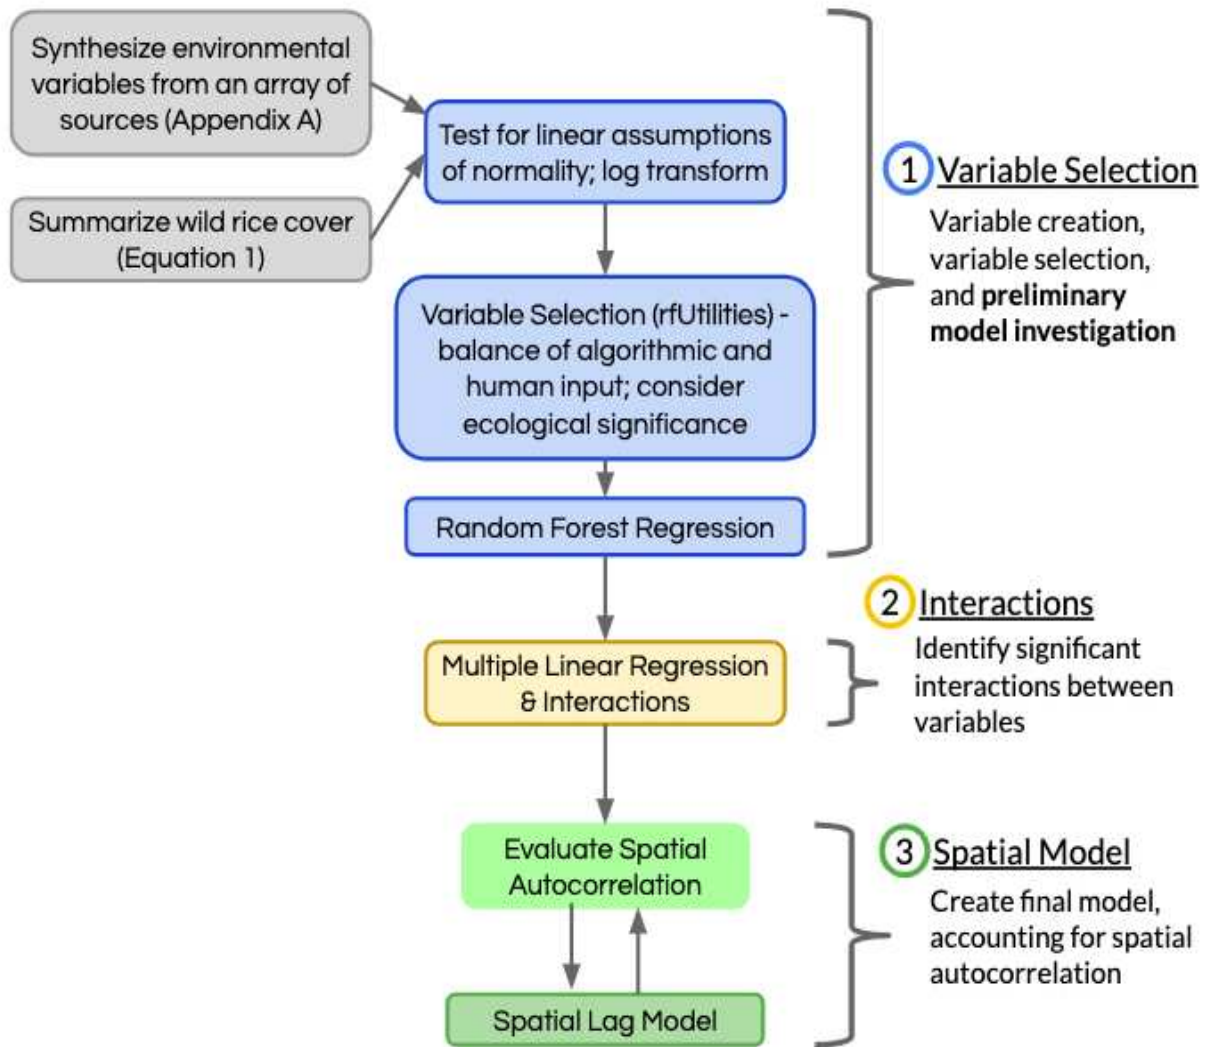 Synthesize environmental
variables from an array of
sources (Appendix A)
Summarize wild rice cover
(Equation 1)
Test for linear assumptions
of normality; log transform
Variable Selection (rfUtilities) -
balance of algorithmic and
human input; consider
ecological significance
Random Forest Regression
1 Variable Selection
Variable creation,
variable selection,
and preliminary
model investigation
Multiple Linear Regression
& Interactions
2 Interactions
Identify significant
interactions between
variables
Evaluate Spatial
Autocorrelation
Spatial Lag Model
3 Spatial Model
Create final model,
accounting for spatial
autocorrelation